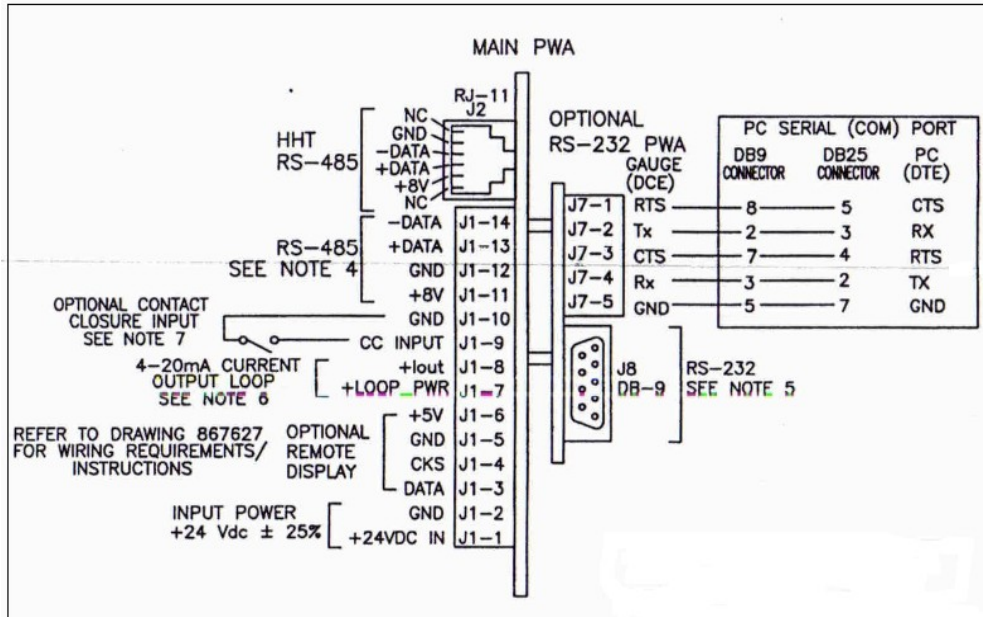 MAIN PWA
RJ-11
J2
NC
GND
-DATA
+DATA
+8V
NC
HHT
RS-485
-DATA J1-14
+DATA J1-13
GND J1-12
+8V J1-11
GND J1-10
CC INPUT J1-9
+Iout J1-8
+LOOP_PWR J1-7
+5V J1-6
GND J1-5
CKS J1-4
DATA J1-3
GND J1-2
+24VDC IN J1-1
RS-485
SEE NOTE 4
OPTIONAL CONTACT
CLOSURE INPUT
SEE NOTE 7
4-20mA CURRENT
OUTPUT LOOP
SEE NOTE 6
REFER TO DRAWING 867627
FOR WIRING REQUIREMENTS/
INSTRUCTIONS
OPTIONAL
REMOTE
DISPLAY
INPUT POWER
+24 Vdc ± 25%
OPTIONAL
RS-232 PWA
GAUGE
(DCE)
PC SERIAL (COM) PORT
DB9
CONNECTOR
DB25
CONNECTOR
PC
(DTE)
J7-1 RTS 8 5 CTS
J7-2 Tx 2 3 RX
J7-3 CTS 7 4 RTS
J7-4 Rx 3 2 TX
J7-5 GND 5 7 GND
J8
DB-9
RS-232
SEE NOTE 5